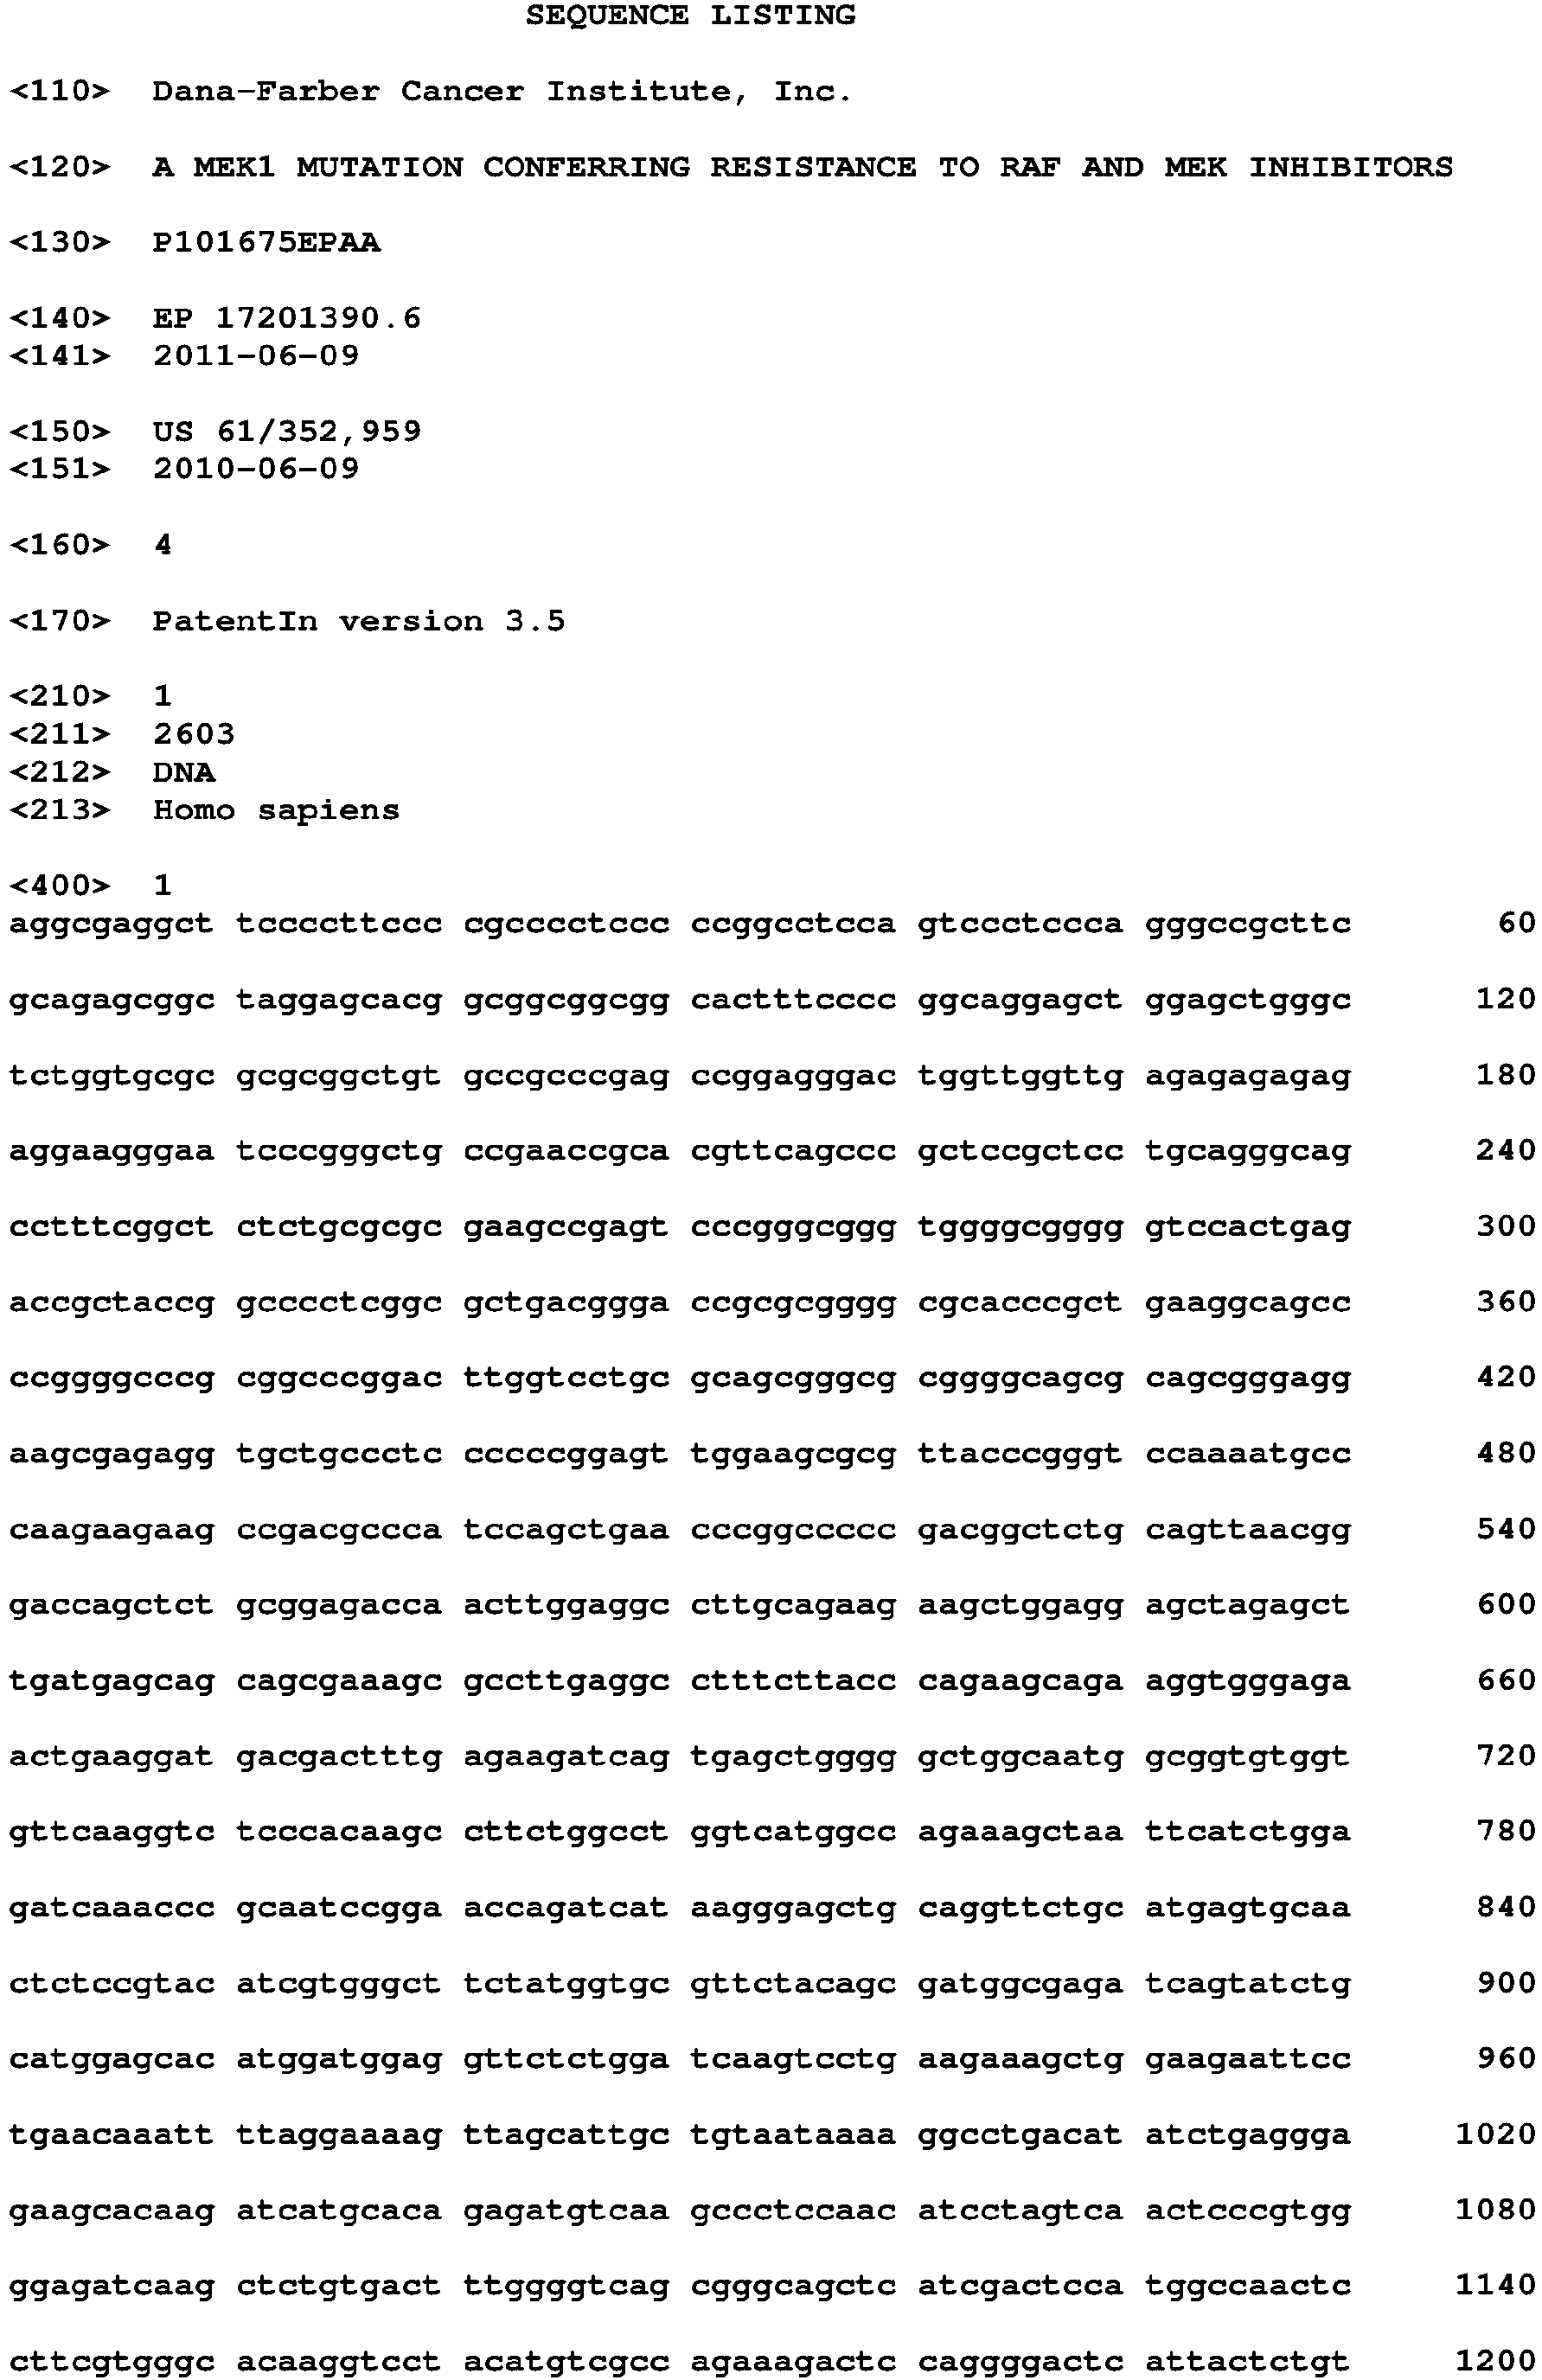 SEQUENCE LISTING
<110> Dana-Farber Cancer Institute, Inc.
<120> A MEK1 MUTATION CONFERRING RESISTANCE TO RAF AND MEK INHIBITORS
<130> P101675EPAA
<140> EP 17201390.6
<141> 2011-06-09
<150> US 61/352,959
<151> 2010-06-09
<160> 4
<170> PatentIn version 3.5
<210> 1
<211> 2603
<212> DNA
<213> Homo sapiens
<400> 1
aggcgaggct tccccttccc cgcccctccc ccggcctcca gtccctccca gggccgcttc 60
gcagagcggc taggagcacg gcggcggcgg cactttcccc ggcaggagct ggagctgggc 120
tctggtgcgc gcgcggctgt gccgcccgag ccggagggac tggttggttg agagagagag 180
aggaagggaa tcccgggctg ccgaaccgca cgttcagccc gctccgctcc tgcagggcag 240
cctttcggct ctctgcgcgc gaagccgagt cccgggcggg tggggcgggg gtccactgag 300
accgctaccg gcccctcggc gctgacggga ccgcgcgggg cgcacccgct gaaggcagcc 360
ccggggcccg cggcccggac ttggtcctgc gcagcgggcg cggggcagcg cagcgggagg 420
aagcgagagg tgctgccctc cccccggagt tggaagcgcg ttacccgggt ccaaaatgcc 480
caagaagaag ccgacgccca tccagctgaa cccggccccc gacggctctg cagttaacgg 540
gaccagctct gcggagacca acttggaggc cttgcagaag aagctggagg agctagagct 600
tgatgagcag cagcgaaagc gccttgaggc ctttcttacc cagaagcaga aggtgggaga 660
actgaaggat gacgactttg agaagatcag tgagctgggg gctggcaatg gcggtgtggt 720
gttcaaggtc tcccacaagc cttctggcct ggtcatggcc agaaagctaa ttcatctgga 780
gatcaaaccc gcaatccgga accagatcat aagggagctg caggttctgc atgagtgcaa 840
ctctccgtac atcgtgggct tctatggtgc gttctacagc gatggcgaga tcagtatctg 900
catggagcac atggatggag gttctctgga tcaagtcctg aagaaagctg gaagaattcc 960
tgaacaaatt ttaggaaaag ttagcattgc tgtaataaaa ggcctgacat atctgaggga 1020
gaagcacaag atcatgcaca gagatgtcaa gccctccaac atcctagtca actcccgtgg 1080
ggagatcaag ctctgtgact ttggggtcag cgggcagctc atcgactcca tggccaactc 1140
cttcgtgggc acaaggtcct acatgtcgcc agaaagactc caggggactc attactctgt 1200